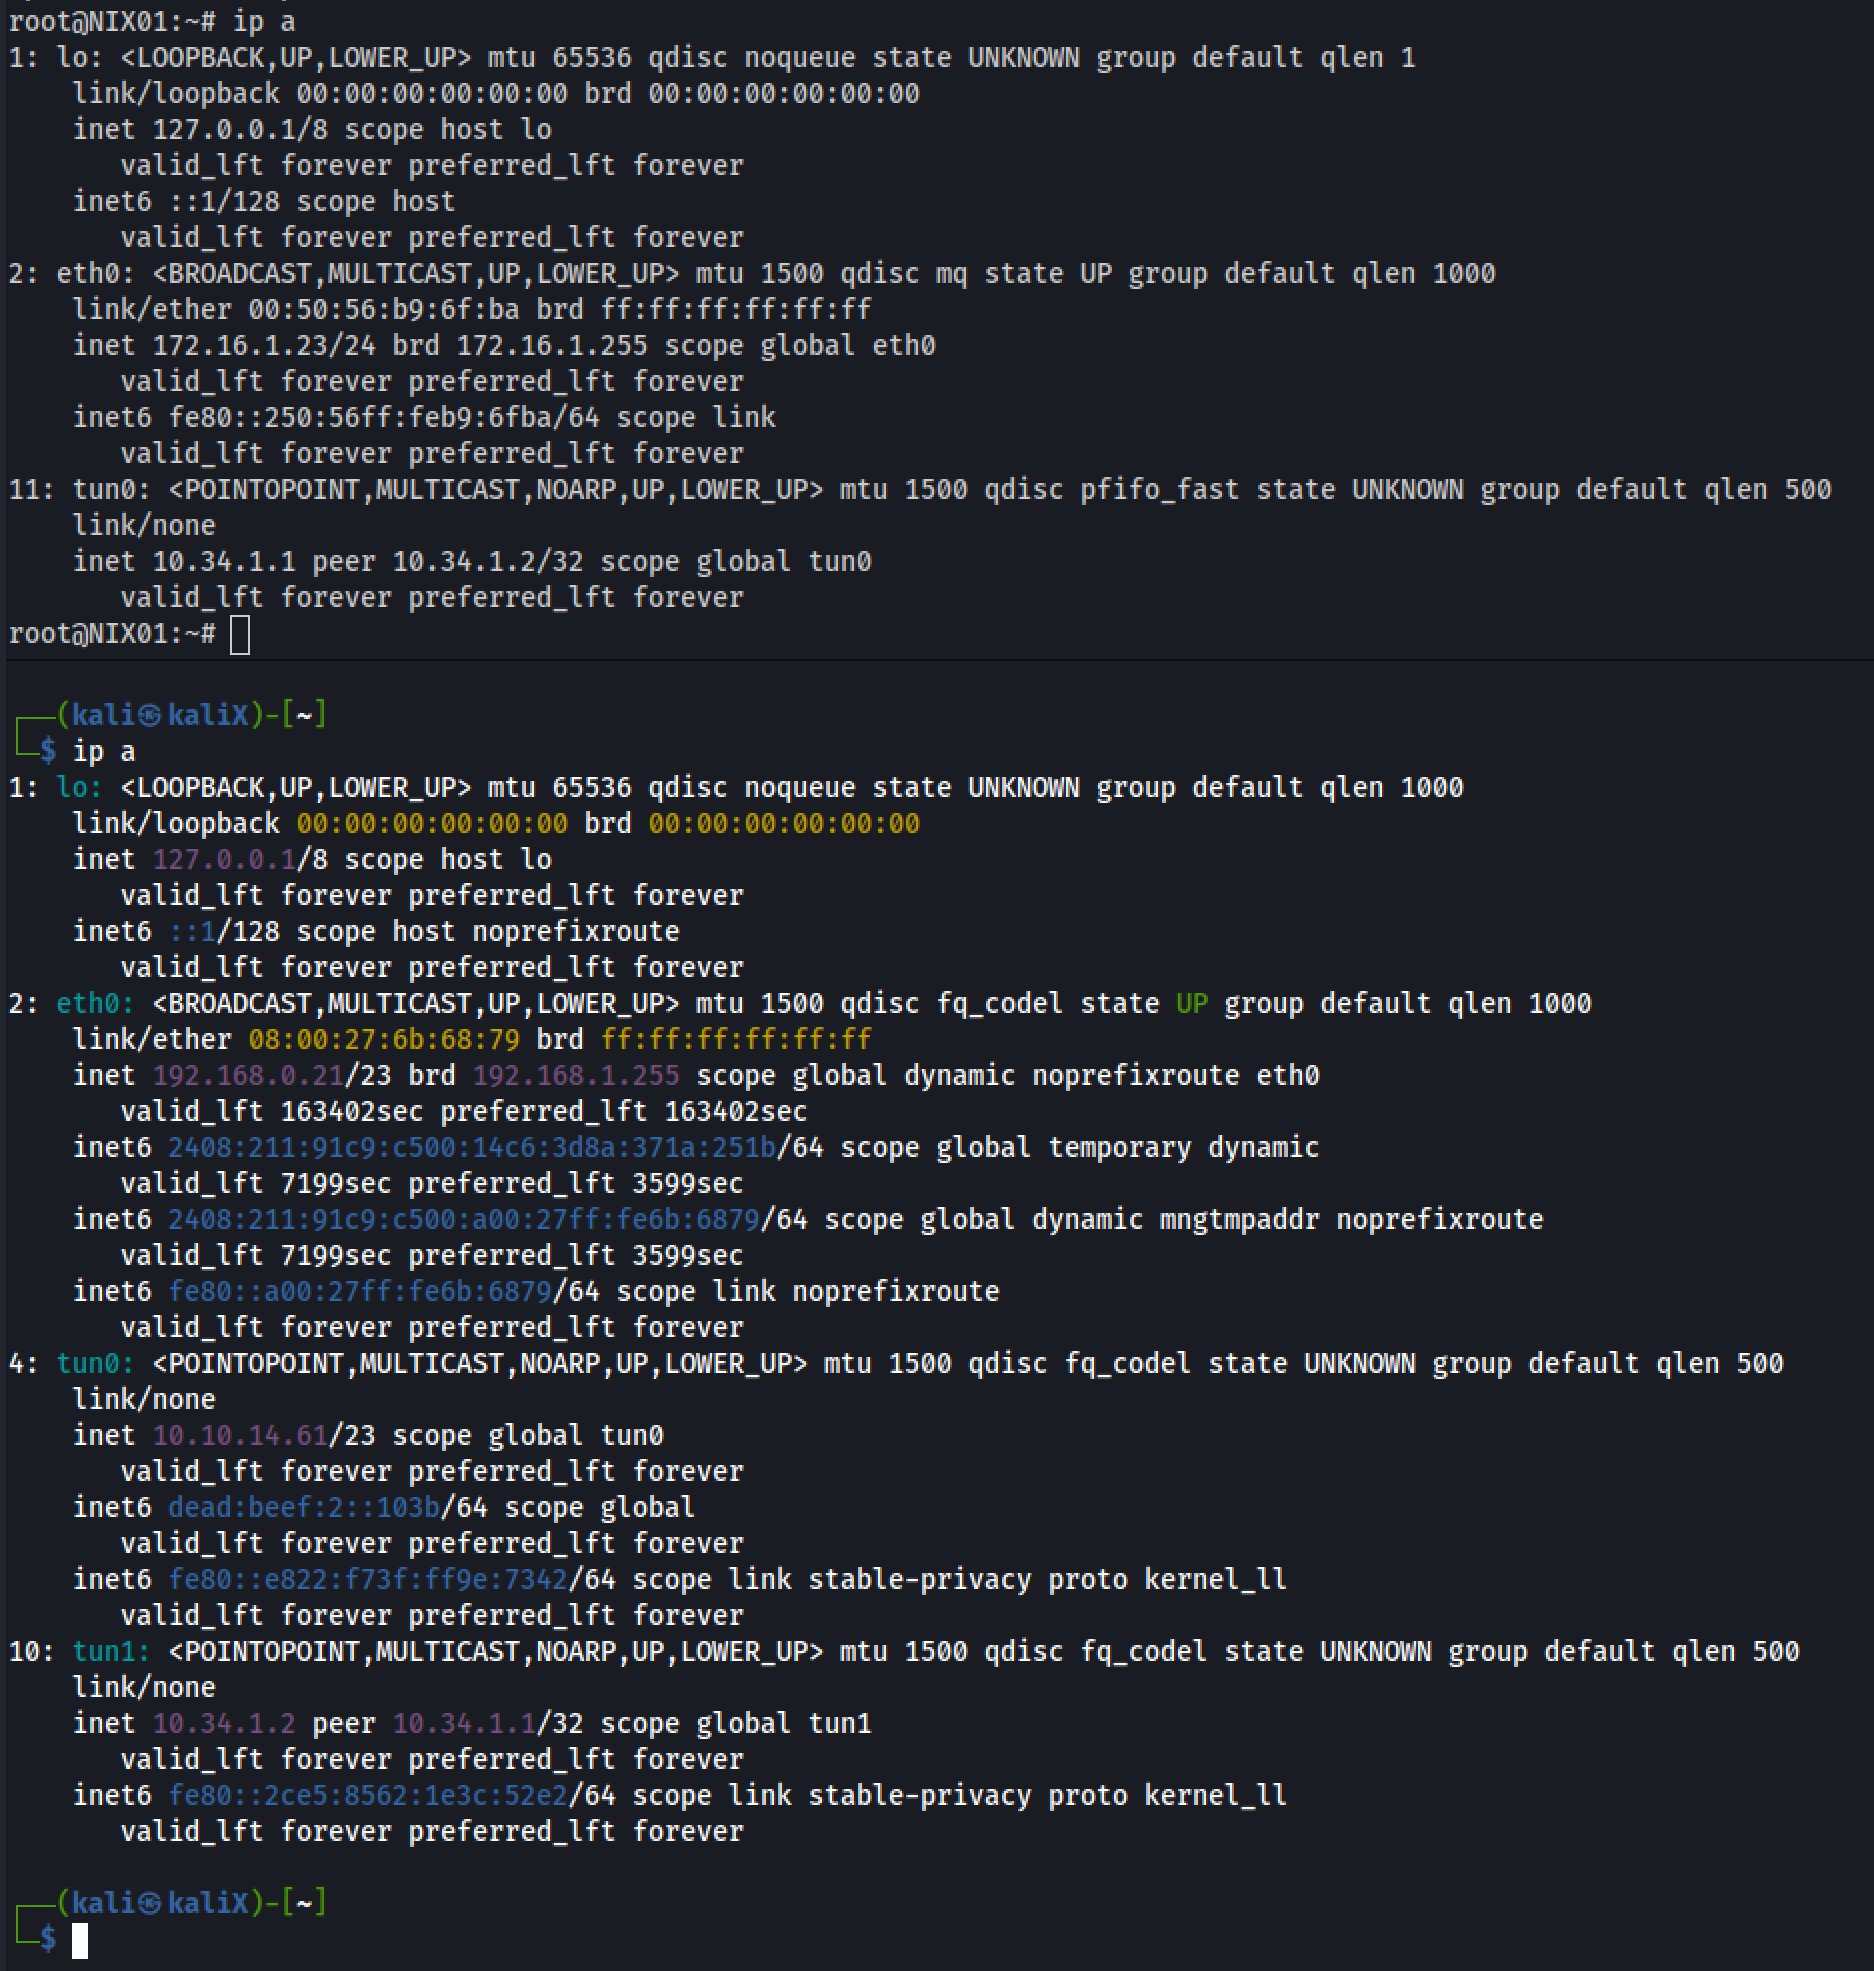 root@NIX01:~# ip a
1: lo: <LOOPBACK,UP,LOWER_UP> mtu 65536 qdisc noqueue state UNKNOWN group default qlen 1
    link/loopback 00:00:00:00:00:00 brd 00:00:00:00:00:00
    inet 127.0.0.1/8 scope host lo
       valid_lft forever preferred_lft forever
    inet6 ::1/128 scope host
       valid_lft forever preferred_lft forever
2: eth0: <BROADCAST,MULTICAST,UP,LOWER_UP> mtu 1500 qdisc mq state UP group default qlen 1000
    link/ether 00:50:56:b9:6f:ba brd ff:ff:ff:ff:ff:ff
    inet 172.16.1.23/24 brd 172.16.1.255 scope global eth0
       valid_lft forever preferred_lft forever
    inet6 fe80::250:56ff:feb9:6fba/64 scope link
       valid_lft forever preferred_lft forever
11: tun0: <POINTOPOINT,MULTICAST,NOARP,UP,LOWER_UP> mtu 1500 qdisc pfifo_fast state UNKNOWN group default qlen 500
    link/none
    inet 10.34.1.1 peer 10.34.1.2/32 scope global tun0
       valid_lft forever preferred_lft forever
root@NIX01:~#
┌──(kali㉿kaliX)-[~]
└─$ ip a
1: lo: <LOOPBACK,UP,LOWER_UP> mtu 65536 qdisc noqueue state UNKNOWN group default qlen 1000
    link/loopback 00:00:00:00:00:00 brd 00:00:00:00:00:00
    inet 127.0.0.1/8 scope host lo
       valid_lft forever preferred_lft forever
    inet6 ::1/128 scope host noprefixroute
       valid_lft forever preferred_lft forever
2: eth0: <BROADCAST,MULTICAST,UP,LOWER_UP> mtu 1500 qdisc fq_codel state UP group default qlen 1000
    link/ether 08:00:27:6b:68:79 brd ff:ff:ff:ff:ff:ff
    inet 192.168.0.21/23 brd 192.168.1.255 scope global dynamic noprefixroute eth0
       valid_lft 163402sec preferred_lft 163402sec
    inet6 2408:211:91c9:c500:14c6:3d8a:371a:251b/64 scope global temporary dynamic
       valid_lft 7199sec preferred_lft 3599sec
    inet6 2408:211:91c9:c500:a00:27ff:fe6b:6879/64 scope global dynamic mngtmpaddr noprefixroute
       valid_lft 7199sec preferred_lft 3599sec
    inet6 fe80::a00:27ff:fe6b:6879/64 scope link noprefixroute
       valid_lft forever preferred_lft forever
4: tun0: <POINTOPOINT,MULTICAST,NOARP,UP,LOWER_UP> mtu 1500 qdisc fq_codel state UNKNOWN group default qlen 500
    link/none
    inet 10.10.14.61/23 scope global tun0
       valid_lft forever preferred_lft forever
    inet6 dead:beef:2::103b/64 scope global
       valid_lft forever preferred_lft forever
    inet6 fe80::e822:f73f:ff9e:7342/64 scope link stable-privacy proto kernel_ll
       valid_lft forever preferred_lft forever
10: tun1: <POINTOPOINT,MULTICAST,NOARP,UP,LOWER_UP> mtu 1500 qdisc fq_codel state UNKNOWN group default qlen 500
    link/none
    inet 10.34.1.2 peer 10.34.1.1/32 scope global tun1
       valid_lft forever preferred_lft forever
    inet6 fe80::2ce5:8562:1e3c:52e2/64 scope link stable-privacy proto kernel_ll
       valid_lft forever preferred_lft forever
┌──(kali㉿kaliX)-[~]
└─$